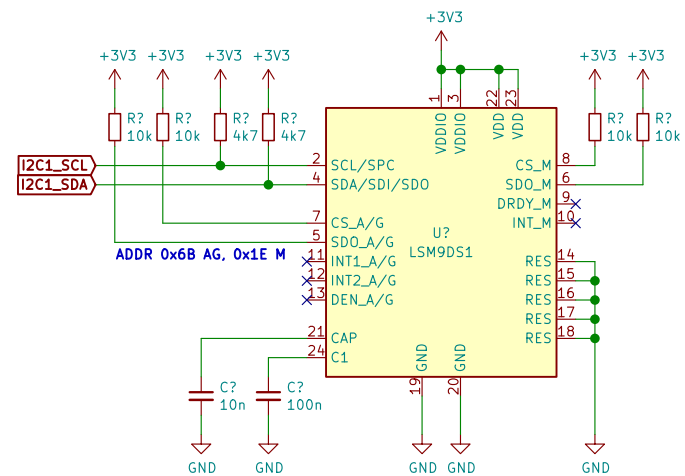 +3V3
+3V3 +3V3 +3V3 +3V3 +3V3 +3V3
R? 10k
R? 10k
R? 4k7
R? 4k7
R? 10k
R? 10k
1 VDDIO
3 VDDIO
22 VDD
23 VDD
I2C1_SCL
I2C1_SDA
2 SCL/SPC
4 SDA/SDI/SDO
7 CS_A/G
5 SDO_A/G
ADDR 0x6B AG, 0x1E M
11 INT1_A/G
12 INT2_A/G
13 DEN_A/G
21 CAP
24 C1
U?
LSM9DS1
CS_M 8
SDO_M 6
DRDY_M 9
INT_M 10
RES 14
RES 15
RES 16
RES 17
RES 18
GND 19
GND 20
C? 10n
C? 100n
GND GND GND GND GND